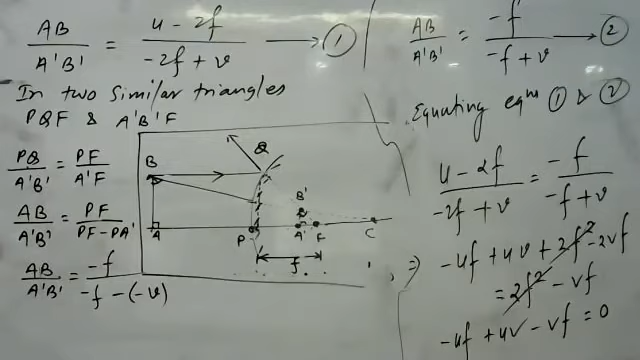 AB / A'B' = u - 2f / -2f + v → ①
In two similar triangles
PQF & A'B'F
PQ / A'B' = PF / A'F
AB / A'B' = PF / PF - PA'
AB / A'B' = -f / -f - (-v)
B
Q
B'
A
P
A'
F
C
f
AB / A'B' = -f / -f + v → ②
Equating eqns ① & ②
u - 2f / -2f + v = -f / -f + v
⇒ -uf + uv + 2f² - 2vf
= 2f² - vf
-uf + uv - vf = 0